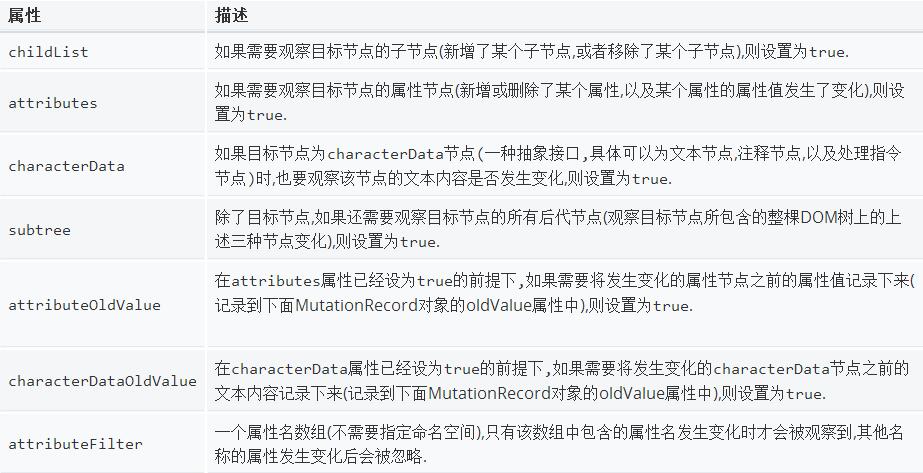 属性 描述
childList 如果需要观察目标节点的子节点(新增了某个子节点,或者移除了某个子节点),则设置为true.
attributes 如果需要观察目标节点的属性节点(新增或删除了某个属性,以及某个属性的属性值发生了变化),则设
置为true.
characterData 如果目标节点为characterData节点(一种抽象接口,具体可以为文本节点,注释节点,以及处理指令
节点)时,也要观察该节点的文本内容是否发生变化,则设置为true.
subtree 除了目标节点,如果还需要观察目标节点的所有后代节点(观察目标节点所包含的整棵DOM树上的上
述三种节点变化),则设置为true.
attributeOldValue 在attributes属性已经设为true的前提下,如果需要将发生变化的属性节点之前的属性值记录下来(
记录到下面MutationRecord对象的oldValue属性中),则设置为true.
characterDataOldValue 在characterData属性已经设为true的前提下,如果需要将发生变化的characterData节点之前的
文本内容记录下来(记录到下面MutationRecord对象的oldValue属性中),则设置为true.
attributeFilter 一个属性名数组(不需要指定命名空间),只有该数组中包含的属性名发生变化时才会被观察到,其他名
称的属性发生变化后会被忽略.